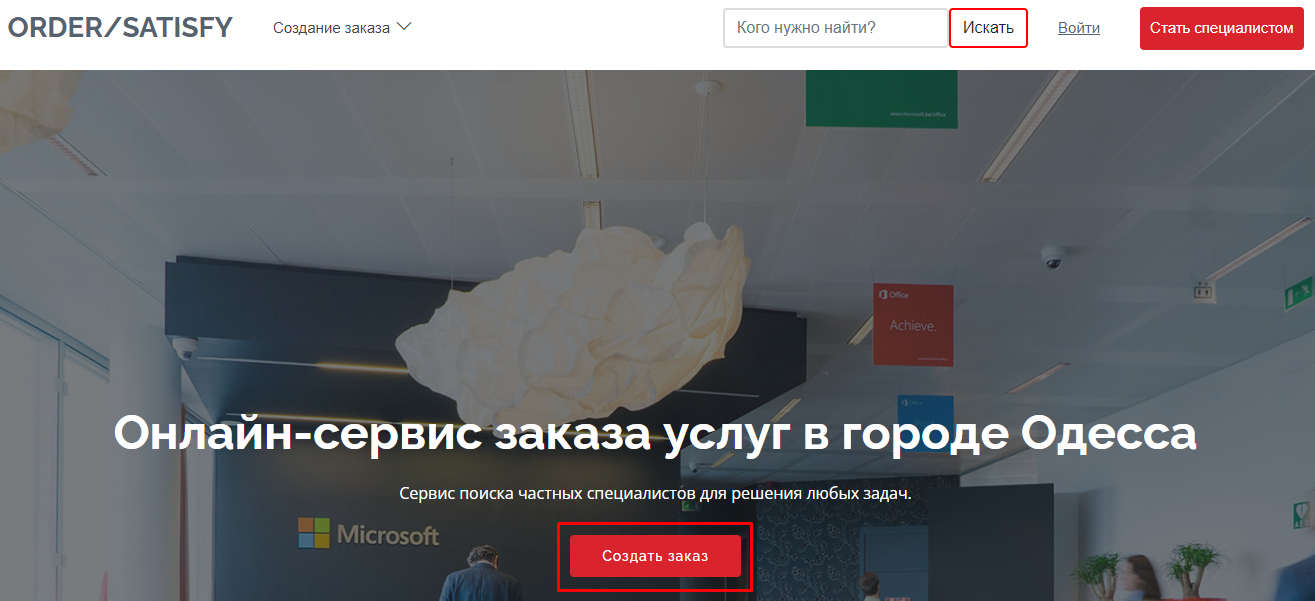 ORDER/SATISFY
Создание заказа
Кого нужно найти?
Искать
Войти
Стать специалистом
Office
Achieve.
Онлайн-сервис заказа услуг в городе Одесса
Сервис поиска частных специалистов для решения любых задач.
Microsoft
Создать заказ